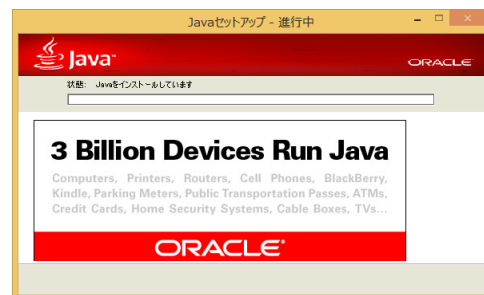 Javaセットアップ - 進行中
Java™
ORACLE
状態: Javaをインストールしています
3 Billion Devices Run Java
Computers, Printers, Routers, Cell Phones, BlackBerry,
Kindle, Parking Meters, Public Transportation Passes, ATMs,
Credit Cards, Home Security Systems, Cable Boxes, TVs...
ORACLE®